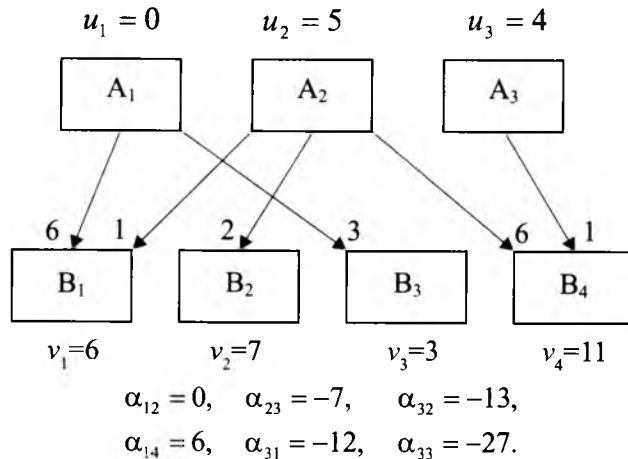 u₁ = 0 u₂ = 5 u₃ = 4
A₁ A₂ A₃
6 1 2 3 6 1
B₁ B₂ B₃ B₄
v₁=6 v₂=7 v₃=3 v₄=11
α₁₂ = 0, α₂₃ = −7, α₃₂ = −13,
α₁₄ = 6, α₃₁ = −12, α₃₃ = −27.